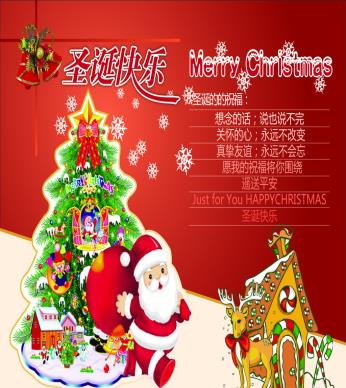 圣诞快乐
Merry Christmas
圣诞的的祝福：
想念的话；说也说不完
关怀的心；永远不改变
真挚友谊；永远不会忘
愿我的祝福将你围绕
遥送平安
Just for You HAPPYCHRISTMAS
圣诞快乐